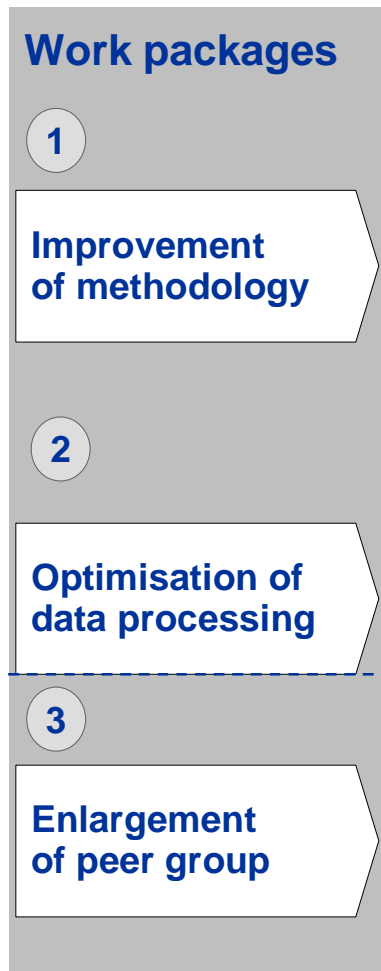 Work packages
1
Improvement
of methodology
2
Optimisation of
data processing
3
Enlargement
of peer group